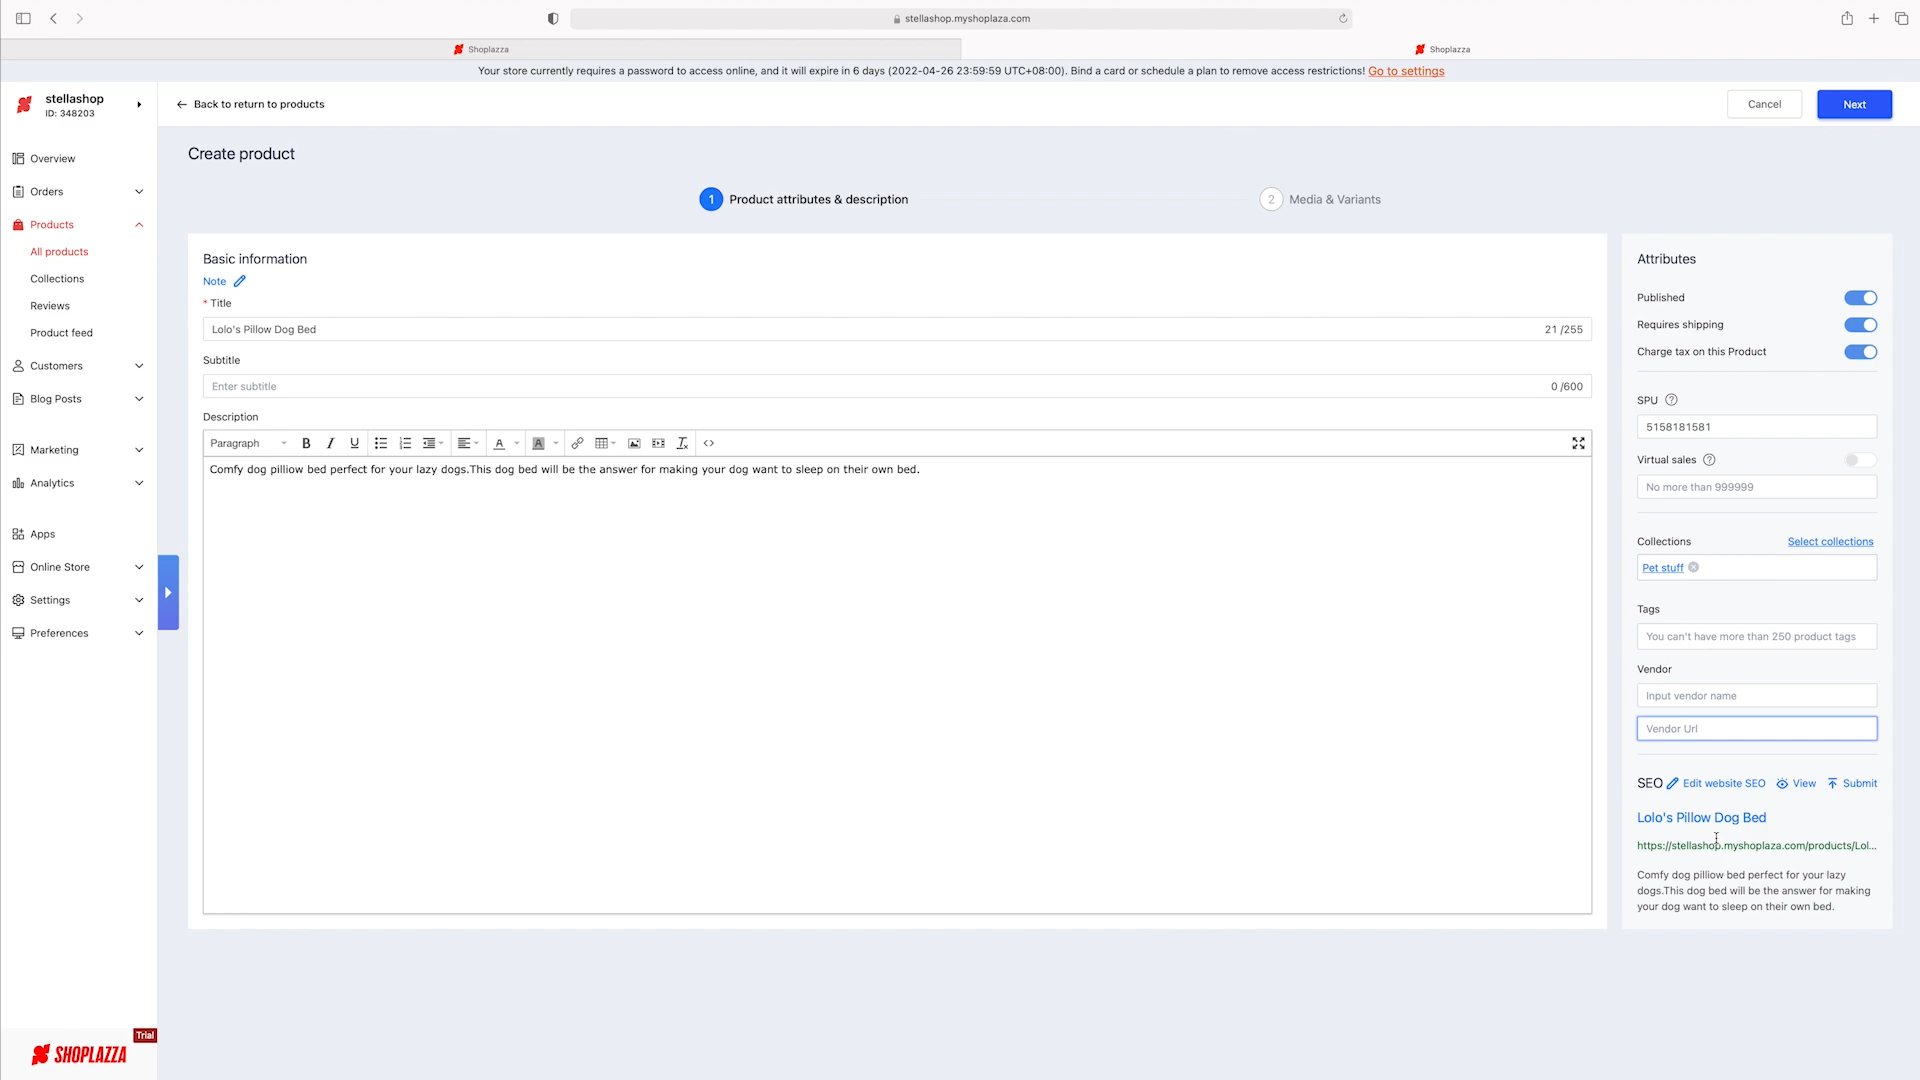 stellashop.myshoplaza.com
Shoplazza
Shoplazza
Your store currently requires a password to access online, and it will expire in 6 days (2022-04-26 23:59:59 UTC+08:00). Bind a card or schedule a plan to remove access restrictions! Go to settings
stellashop
ID: 348203
Back to return to products
Cancel
Next
Overview
Orders
Products
All products
Collections
Reviews
Product feed
Customers
Blog Posts
Marketing
Analytics
Apps
Online Store
Settings
Preferences
Trial
SHOPLAZZA
Create product
1 Product attributes & description
2 Media & Variants
Basic information
Note
* Title
Lolo's Pillow Dog Bed 21 /255
Subtitle
Enter subtitle 0 /600
Description
Paragraph B I U A A
Comfy dog pilliow bed perfect for your lazy dogs.This dog bed will be the answer for making your dog want to sleep on their own bed.
Attributes
Published
Requires shipping
Charge tax on this Product
SPU ?
5158181581
Virtual sales ?
No more than 999999
Collections Select collections
Pet stuff
Tags
You can't have more than 250 product tags
Vendor
Input vendor name
Vendor Url
SEO Edit website SEO View Submit
Lolo's Pillow Dog Bed
https://stellashop.myshoplaza.com/products/Lol...
Comfy dog pilliow bed perfect for your lazy
dogs.This dog bed will be the answer for making
your dog want to sleep on their own bed.